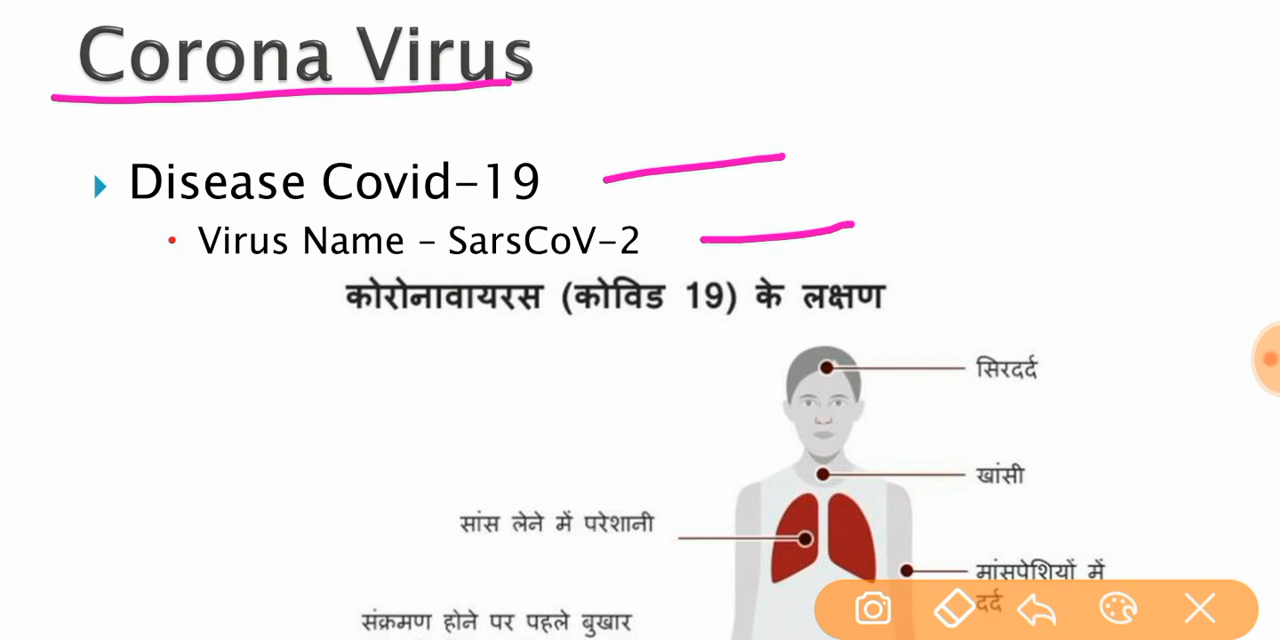 Corona Virus
Disease Covid-19
Virus Name – SarsCoV-2
कोरोनावायरस (कोविड 19) के लक्षण
सिरदर्द
खांसी
सांस लेने में परेशानी
मांसपेशियों में
दर्द
संक्रमण होने पर पहले बुखार